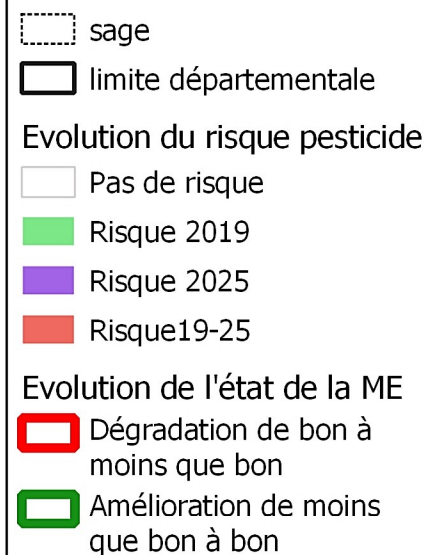 sage
limite départementale
Evolution du risque pesticide
Pas de risque
Risque 2019
Risque 2025
Risque19-25
Evolution de l'état de la ME
Dégradation de bon à
moins que bon
Amélioration de moins
que bon à bon